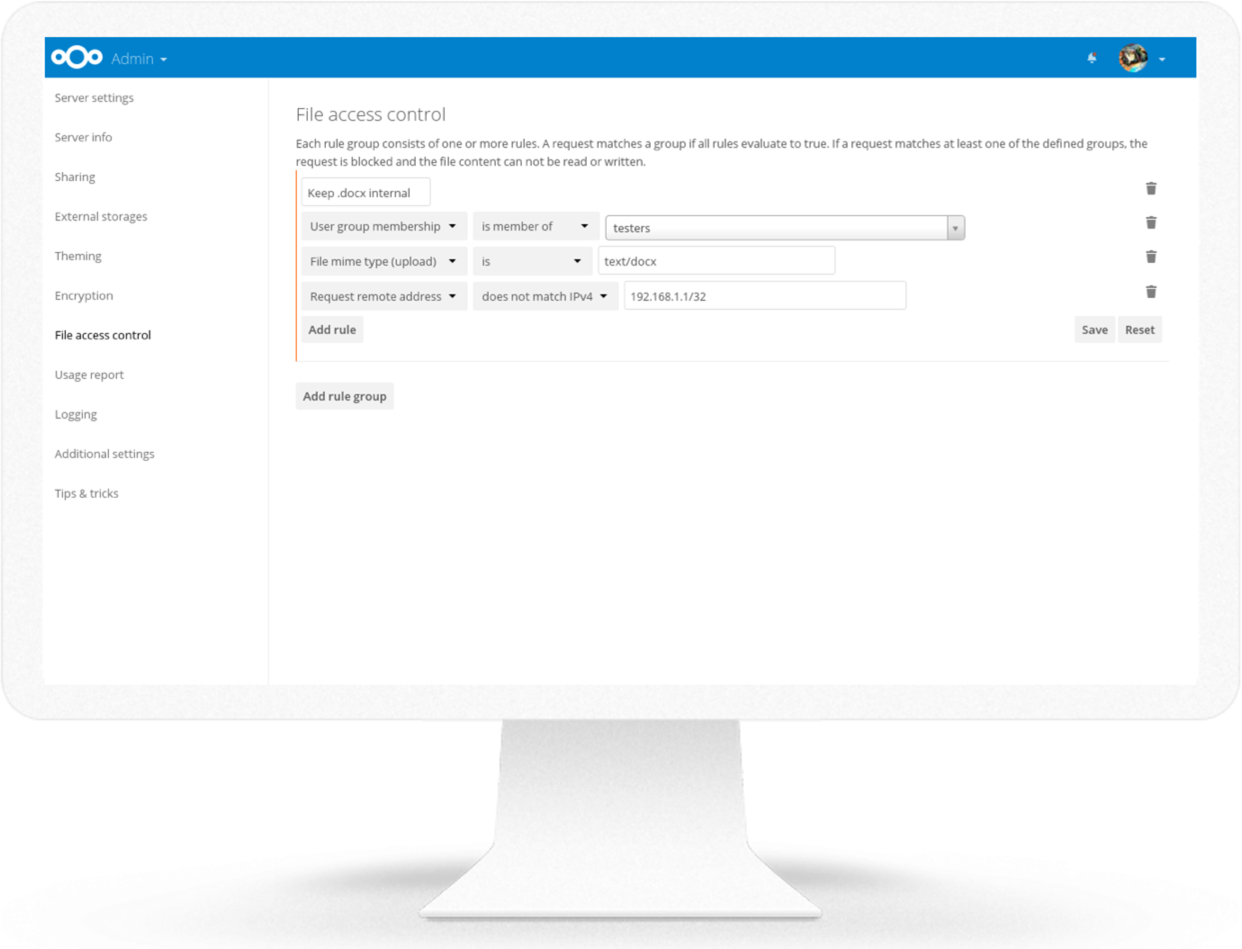 Admin
Server settings
Server info
Sharing
External storages
Theming
Encryption
File access control
Usage report
Logging
Additional settings
Tips & tricks
File access control
Each rule group consists of one or more rules. A request matches a group if all rules evaluate to true. If a request matches at least one of the defined groups, the
request is blocked and the file content can not be read or written.
Keep .docx internal
User group membership is member of testers
File mime type (upload) is text/docx
Request remote address does not match IPv4 192.168.1.1/32
Add rule Save Reset
Add rule group